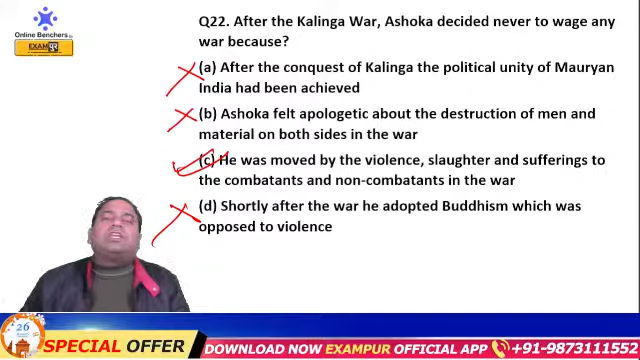 Online Benchers
EXAM पुर
Q22. After the Kalinga War, Ashoka decided never to wage any
war because?
(a) After the conquest of Kalinga the political unity of Mauryan
India had been achieved
(b) Ashoka felt apologetic about the destruction of men and
material on both sides in the war
(c) He was moved by the violence, slaughter and sufferings to
the combatants and non-combatants in the war
(d) Shortly after the war he adopted Buddhism which was
opposed to violence
26
SPECIAL OFFER
DOWNLOAD NOW EXAMPUR OFFICIAL APP
+91-9873111552